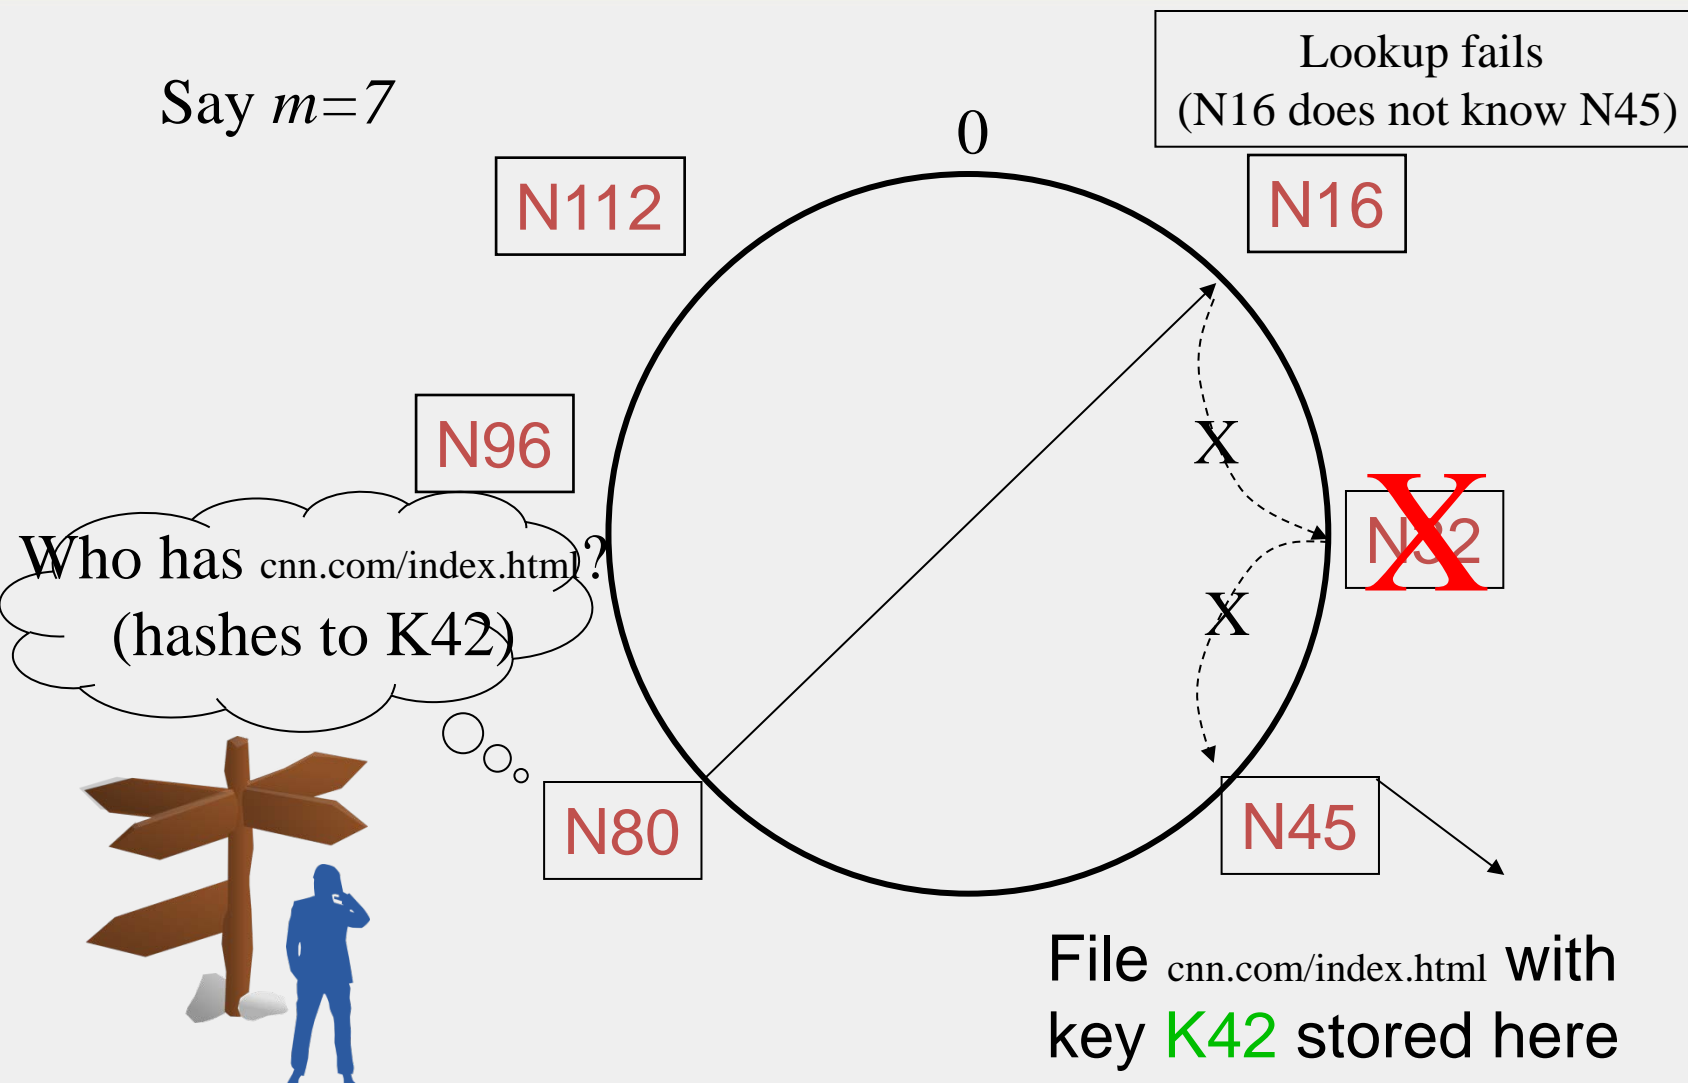 Say m=7
Lookup fails
(N16 does not know N45)
0
N112
N16
N96
N32
X
X
Who has cnn.com/index.html?
(hashes to K42)
X
N80
N45
File cnn.com/index.html with
key K42 stored here